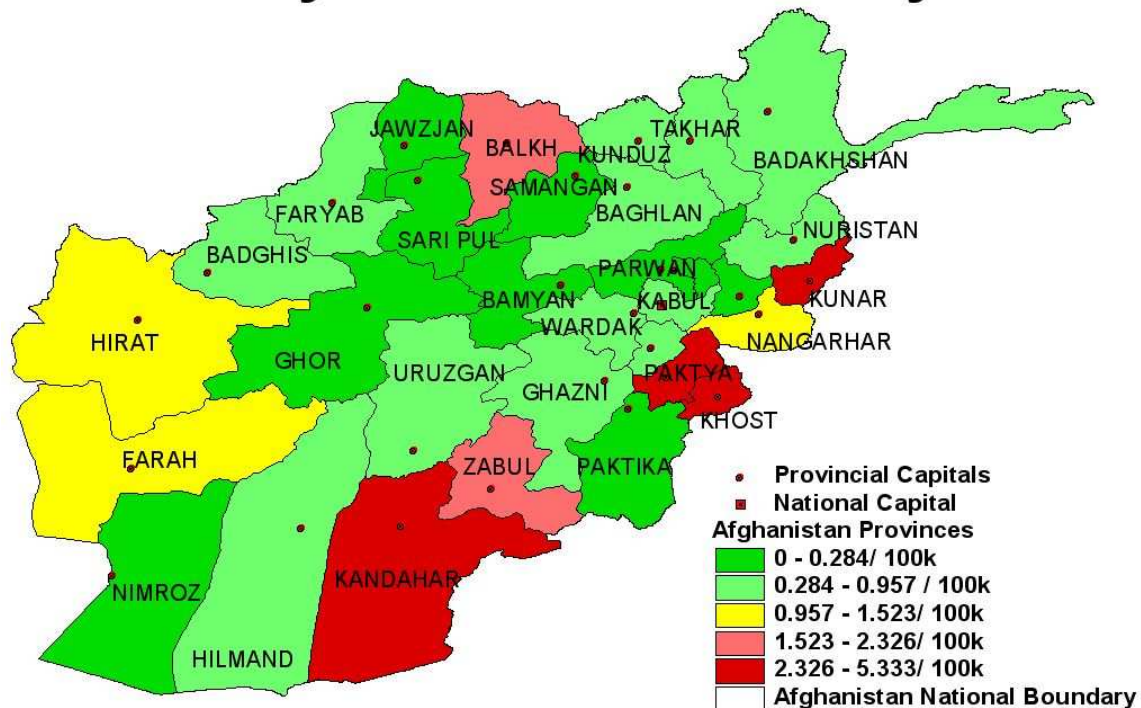 JAWZJAN
BALKH
KUNDUZ
TAKHAR
BADAKHSHAN
SAMANGAN
FARYAB
BAGHLAN
SARI PUL
NURISTAN
BADGHIS
PARWAN
BAMYAN
KABUL
KUNAR
WARDAK
HIRAT
NANGARHAR
GHOR
URUZGAN
GHAZNI
PAKTYA
KHOST
FARAH
ZABUL
PAKTIKA
KANDAHAR
NIMROZ
HILMAND
Provincial Capitals
National Capital
Afghanistan Provinces
0 - 0.284/ 100k
0.284 - 0.957 / 100k
0.957 - 1.523/ 100k
1.523 - 2.326/ 100k
2.326 - 5.333/ 100k
Afghanistan National Boundary